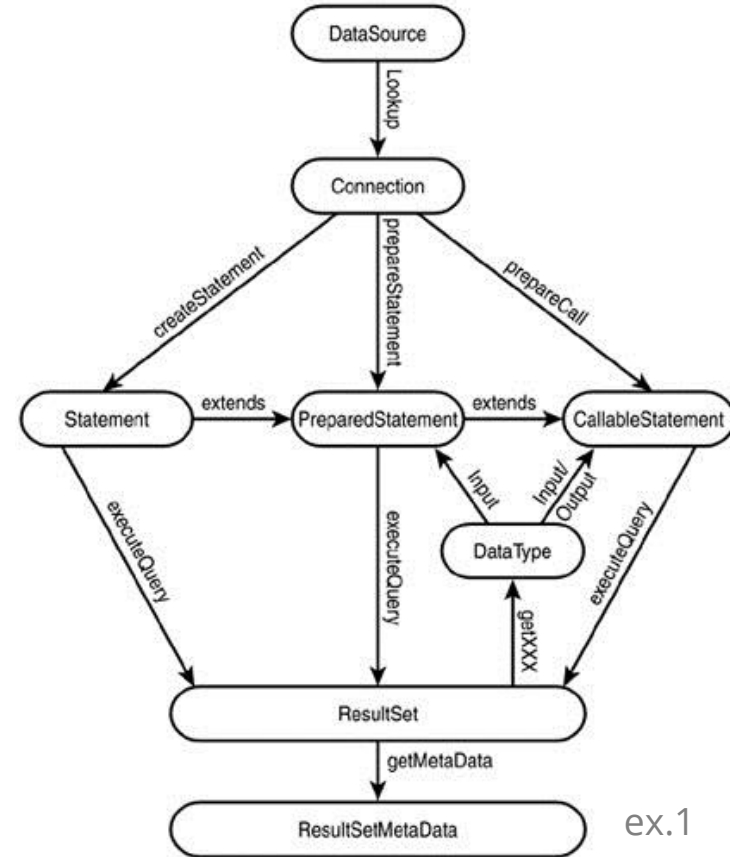 DataSource
Lookup
Connection
createStatement
prepareStatement
prepareCall
Statement
extends
PreparedStatement
extends
CallableStatement
executeQuery
executeQuery
Input
Input/
Output
DataType
executeQuery
getXXX
ResultSet
getMetaData
ResultSetMetaData
ex.1